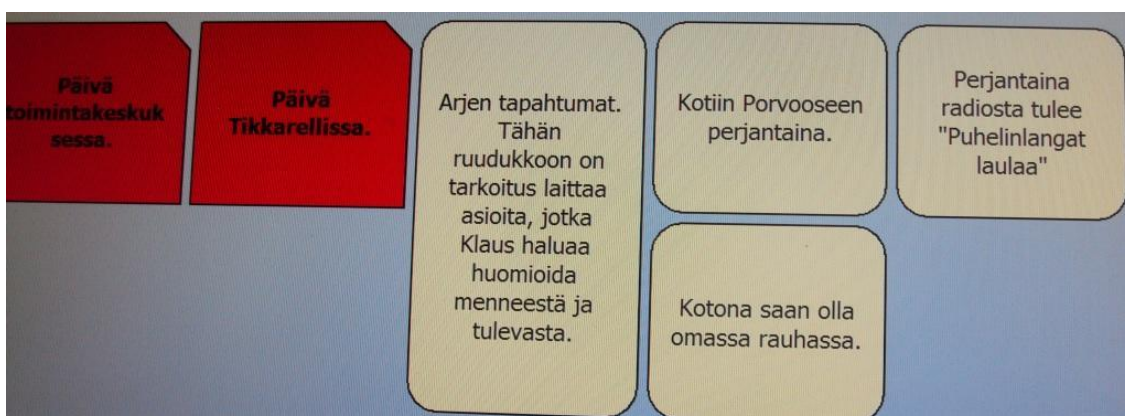 Päivä
toimintakeskuk
sessa.
Päivä
Tikkarellissa.
Arjen tapahtumat.
Tähän
ruudukkoon on
tarkoitus laittaa
asioita, jotka
Klaus haluaa
huomioida
menneestä ja
tulevasta.
Kotiin Porvooseen
perjantaina.
Kotona saan olla
omassa rauhassa.
Perjantaina
radiosta tulee
"Puhelinlangat
laulaa"